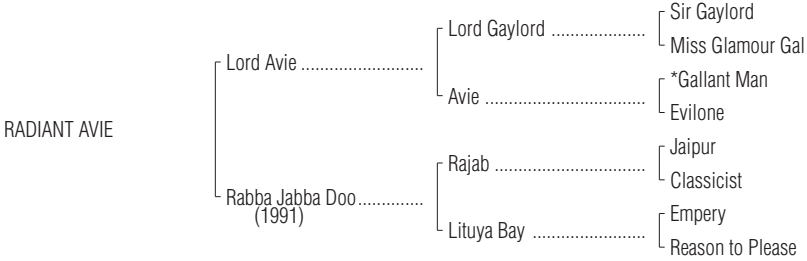 Sir Gaylord
Lord Gaylord .....................
Miss Glamour Gal
Lord Avie ...........................
*Gallant Man
Avie ...................................
Evilone
RADIANT AVIE
Jaipur
Rajab .................................
Classicist
Rabba Jabba Doo ..............
(1991)
Empery
Lituya Bay .........................
Reason to Please